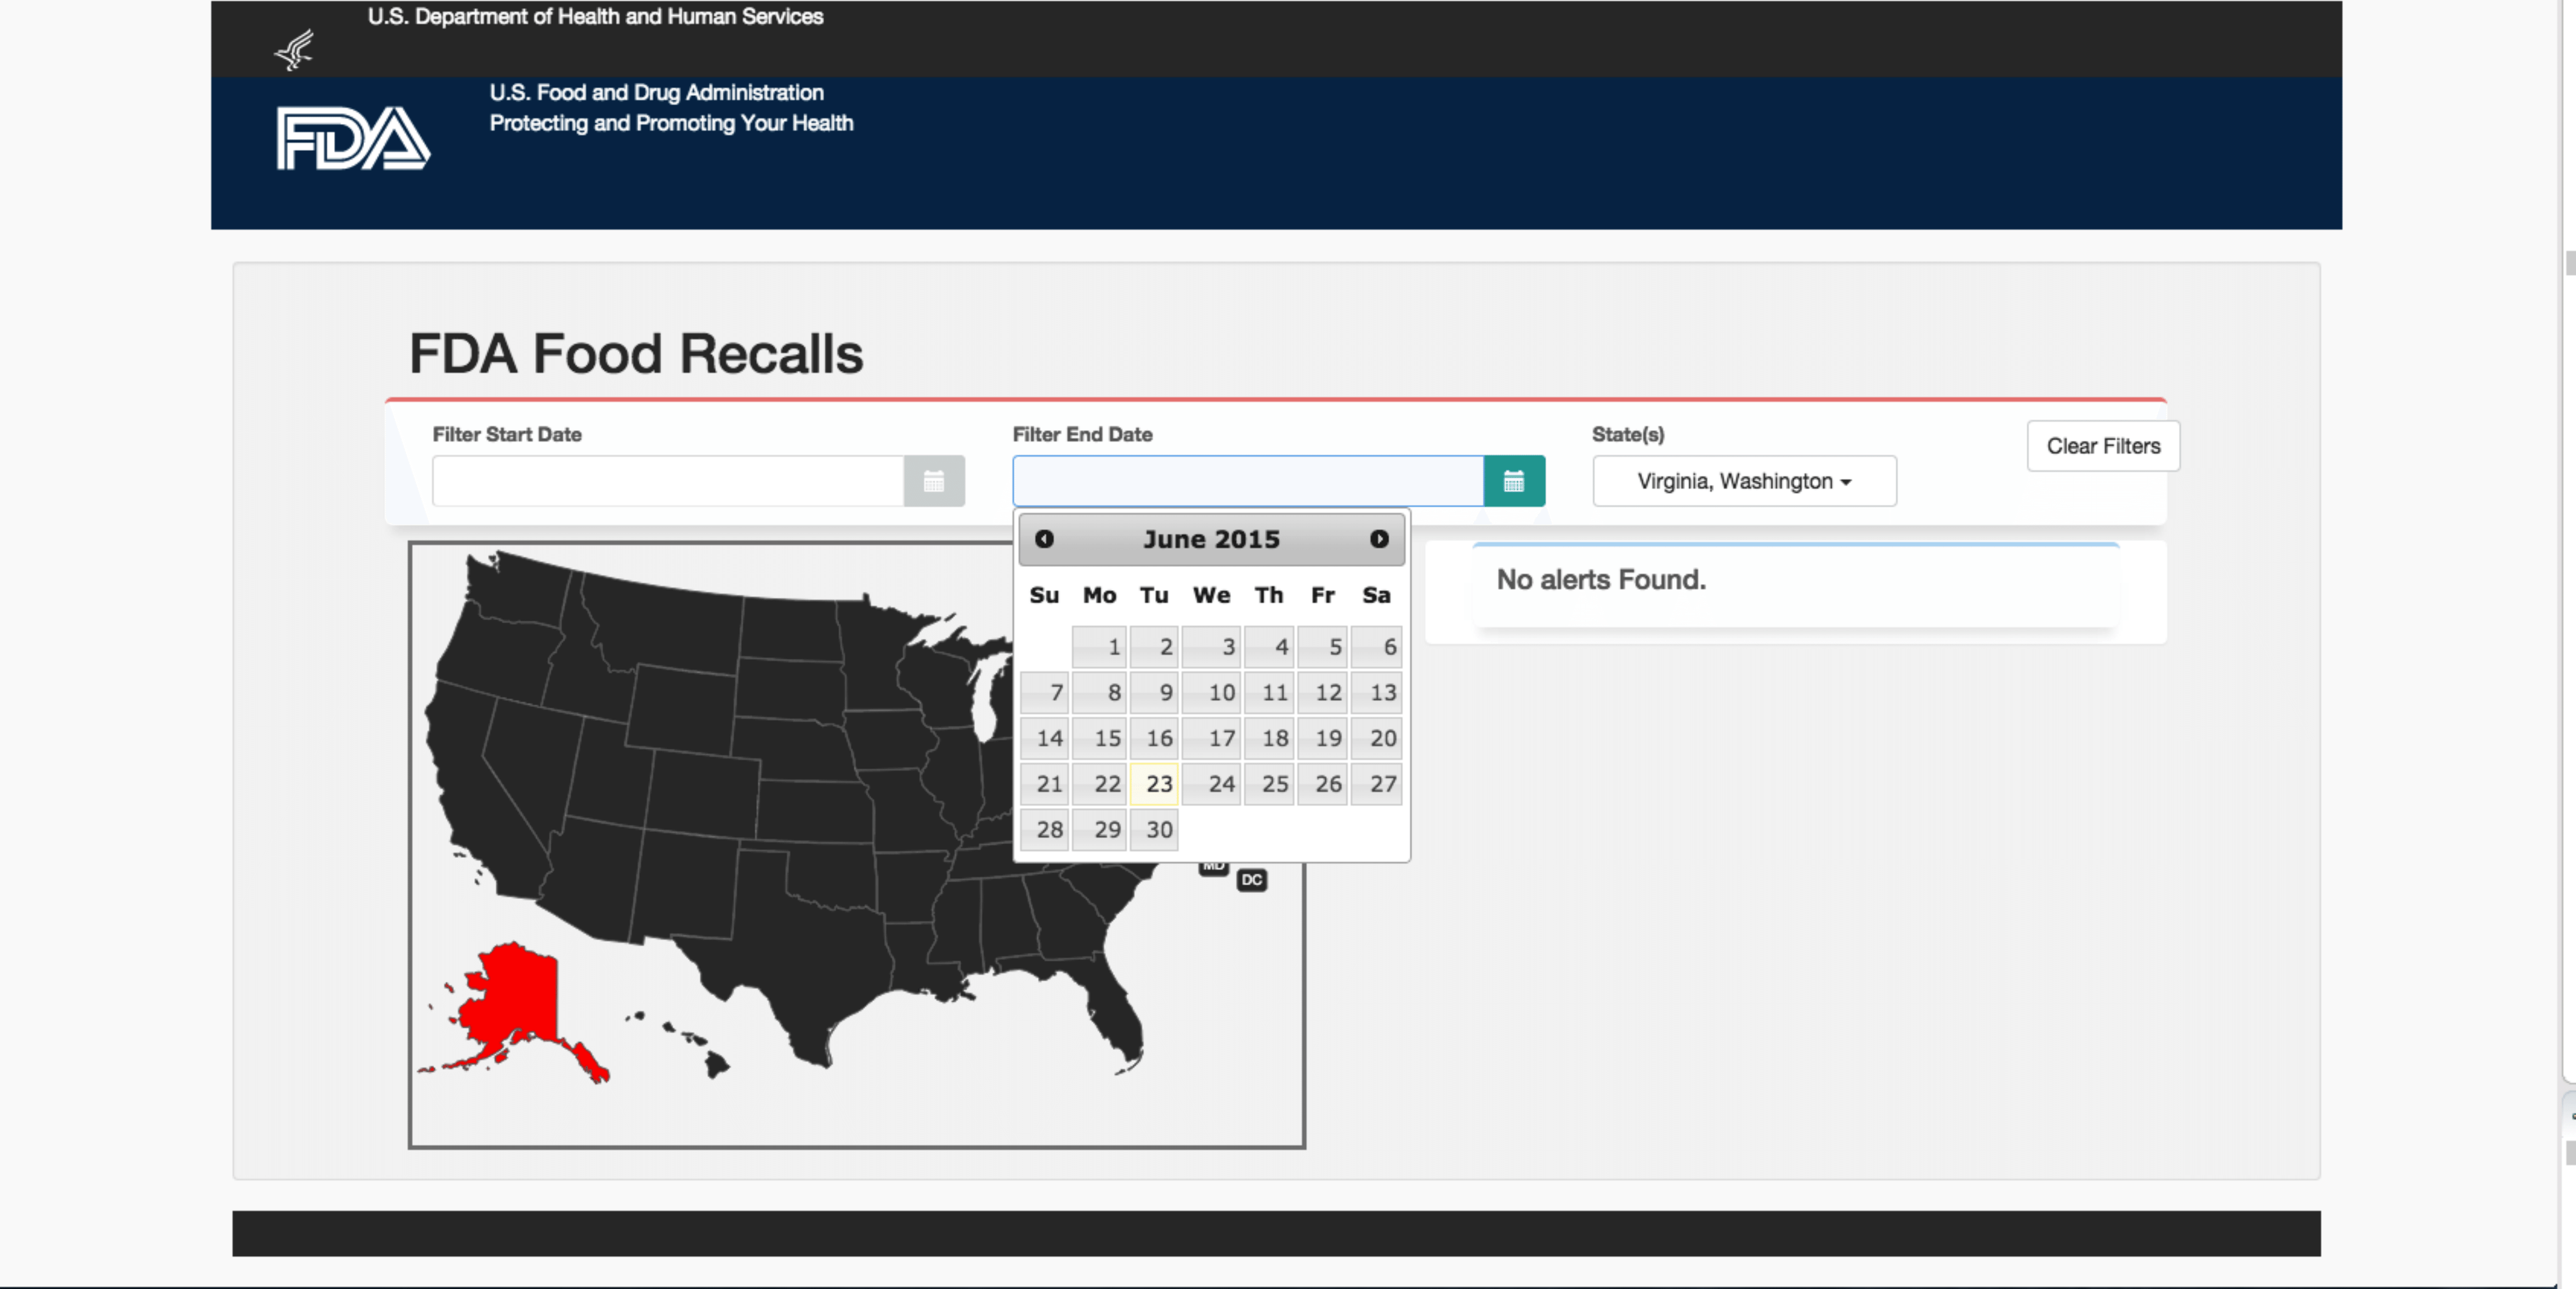 U.S. Department of Health and Human Services
FDA
U.S. Food and Drug Administration
Protecting and Promoting Your Health
FDA Food Recalls
Filter Start Date
Filter End Date
State(s)
Virginia, Washington
Clear Filters
June 2015
Su Mo Tu We Th Fr Sa
1 2 3 4 5 6
7 8 9 10 11 12 13
14 15 16 17 18 19 20
21 22 23 24 25 26 27
28 29 30
No alerts Found.
MD
DC